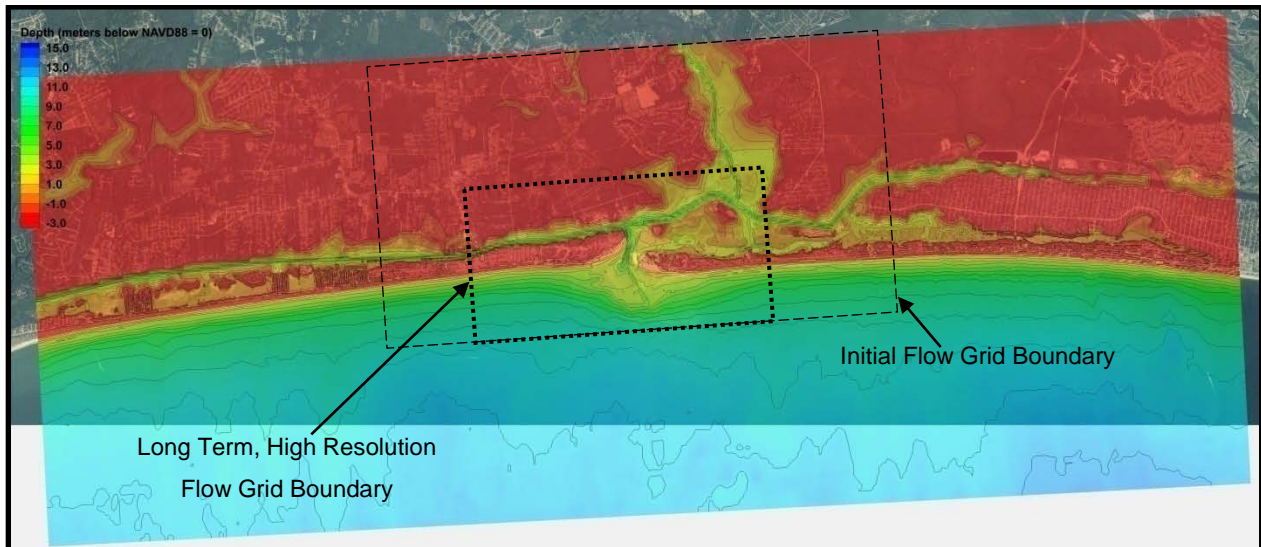 Depth (meters below NAVD88 = 0)
15.0
13.0
11.0
9.0
7.0
5.0
3.0
1.0
-1.0
-3.0
Initial Flow Grid Boundary
Long Term, High Resolution
Flow Grid Boundary